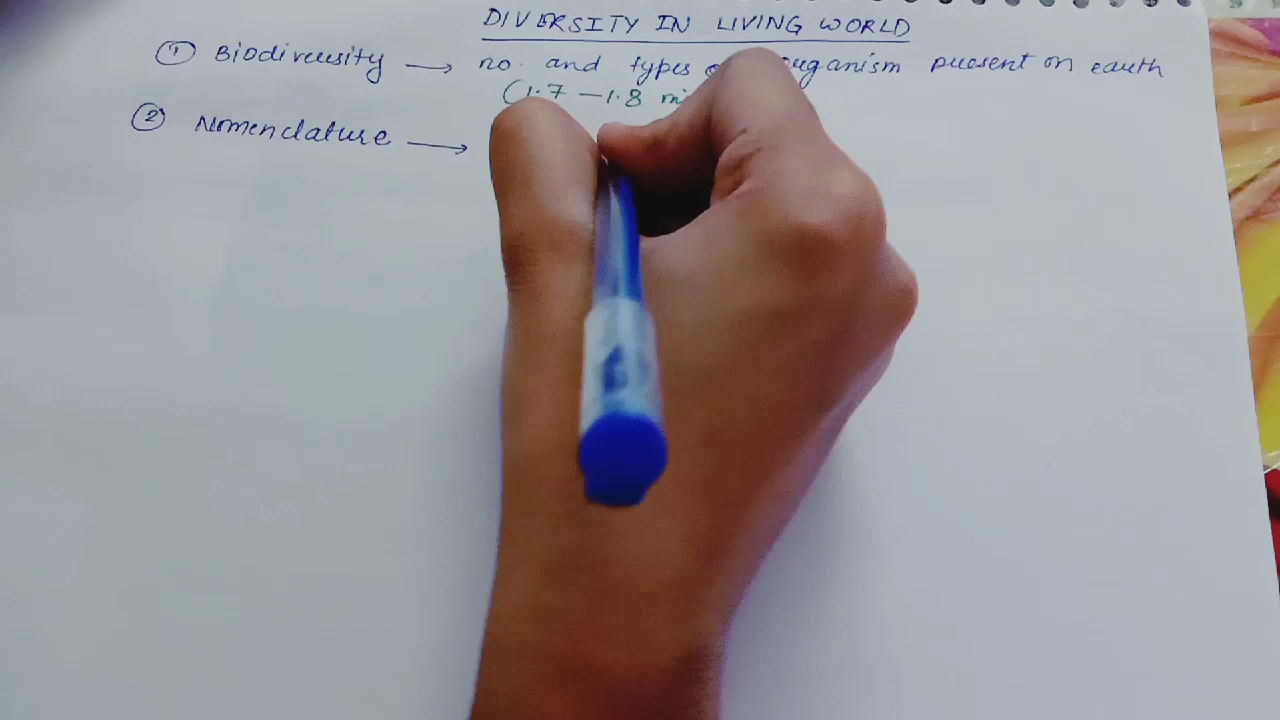 DIVERSITY IN LIVING WORLD
① Biodiversity → no. and types organism present on earth
(1.7 – 1.8
② Nomenclature →